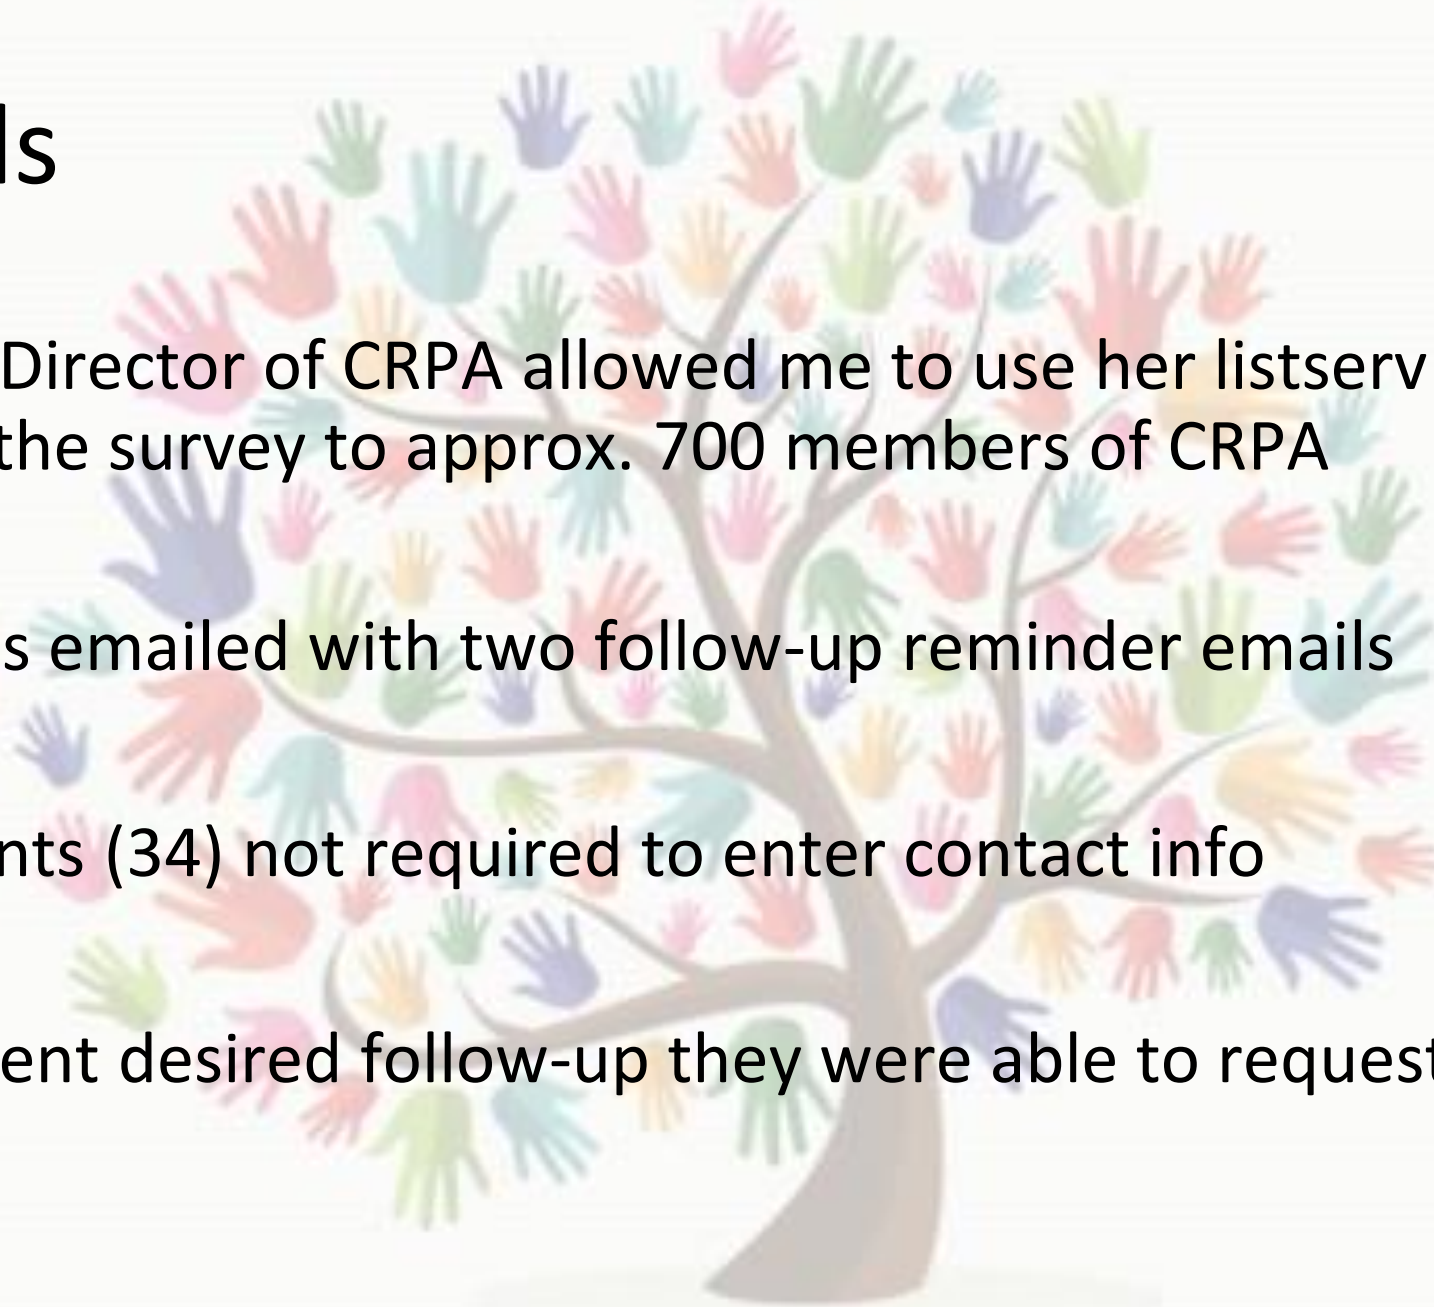 ls
Director of CRPA allowed me to use her listserv
the survey to approx. 700 members of CRPA
s emailed with two follow-up reminder emails
nts (34) not required to enter contact info
ent desired follow-up they were able to request